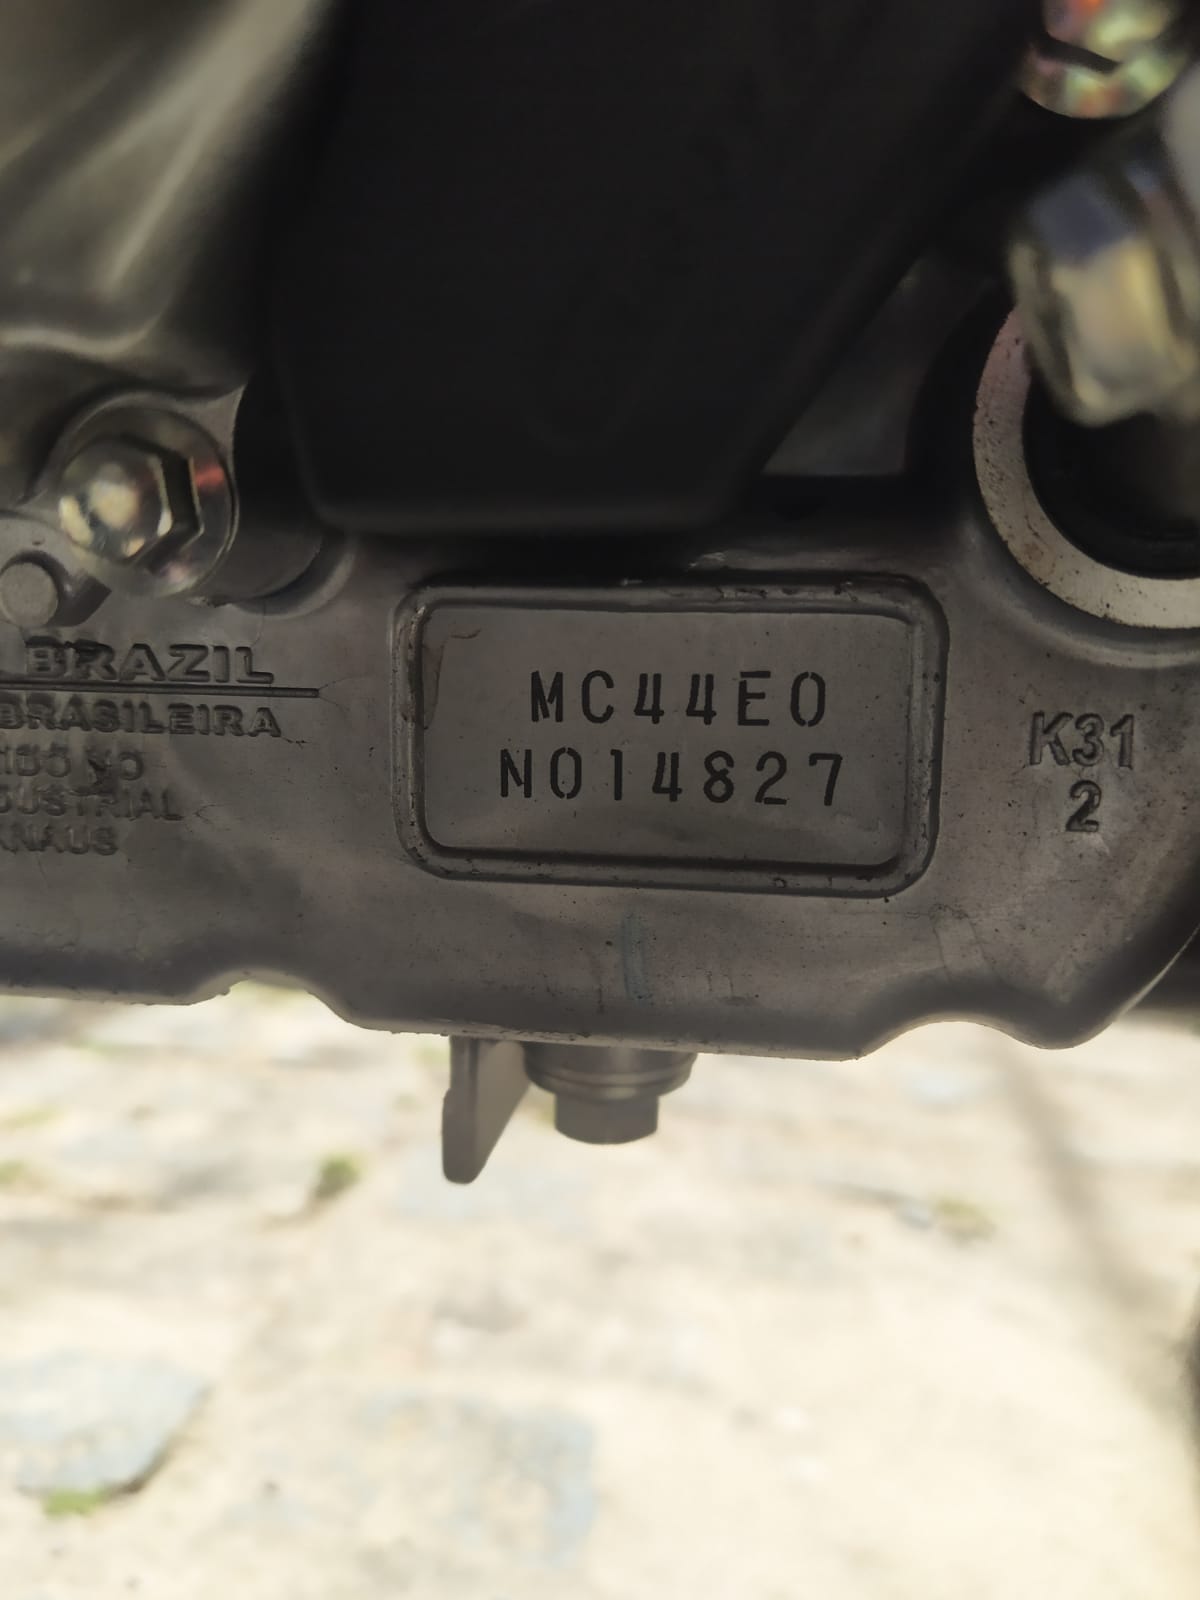 BRAZIL
BRASILEIRA
MC44E0
N014827
K31
2